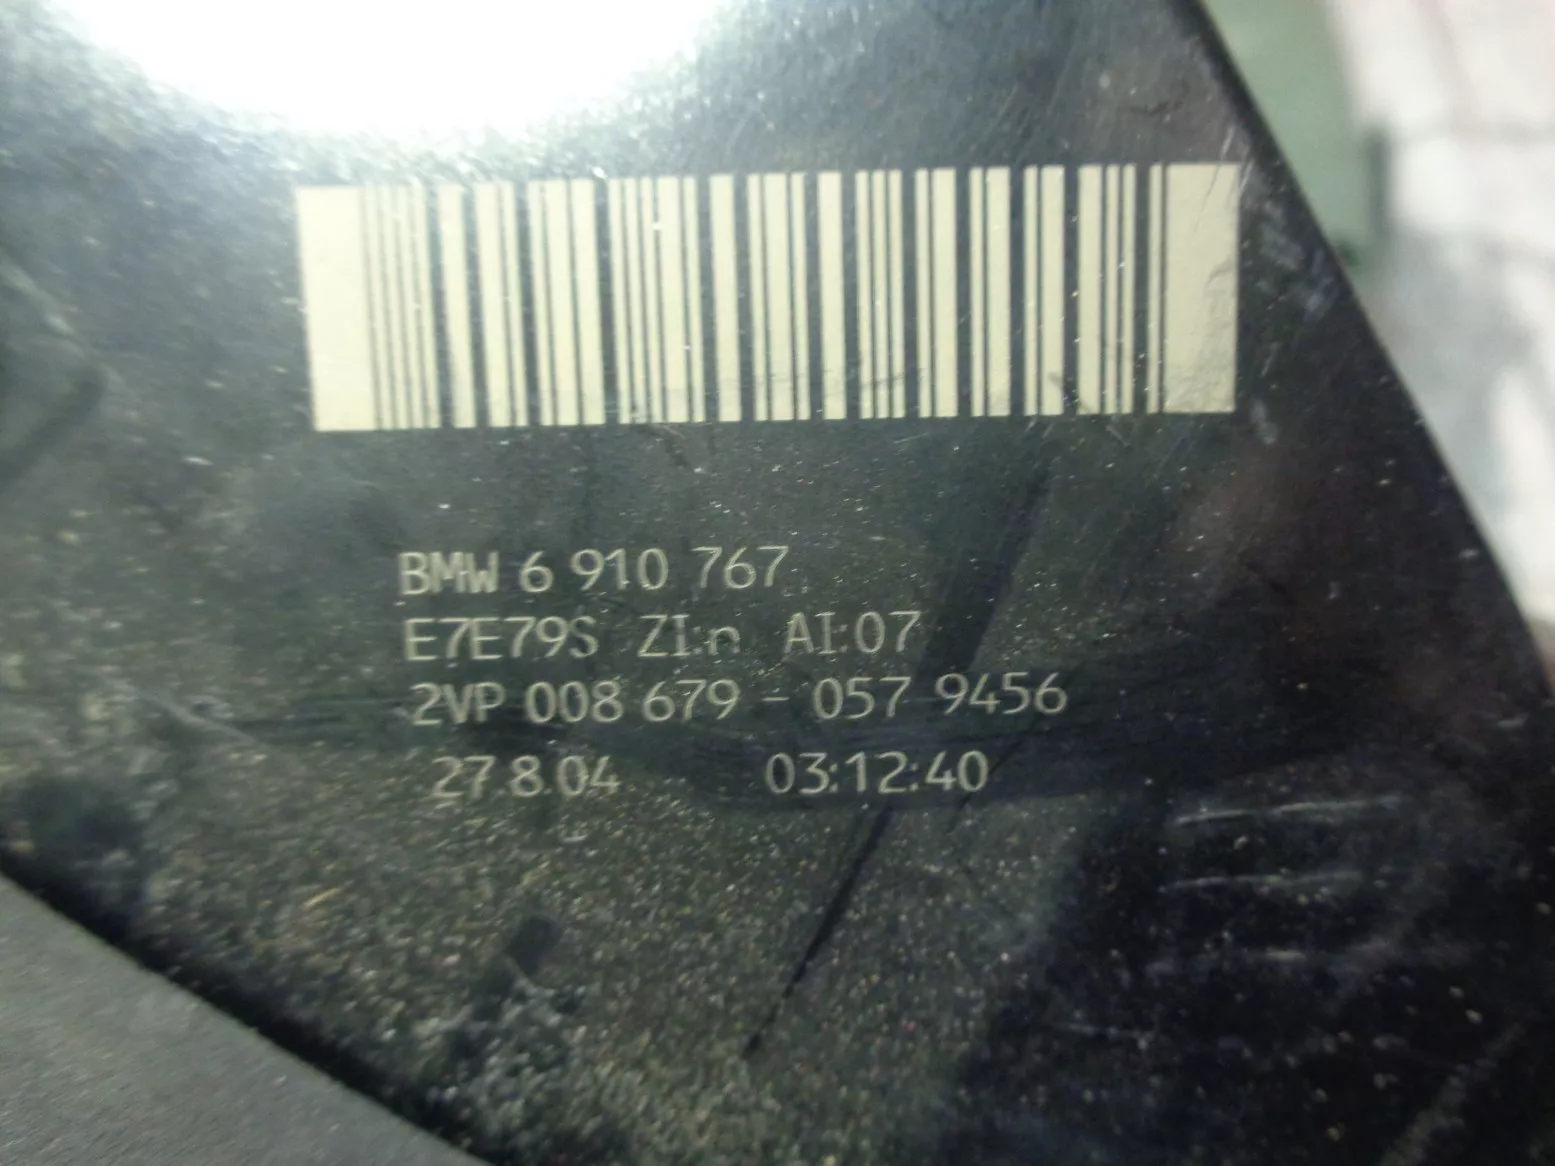 BMW 6 910 767
E7E79S ZI:n AI:07
2VP 008 679 - 057 9456
27.8.04 03:12:40